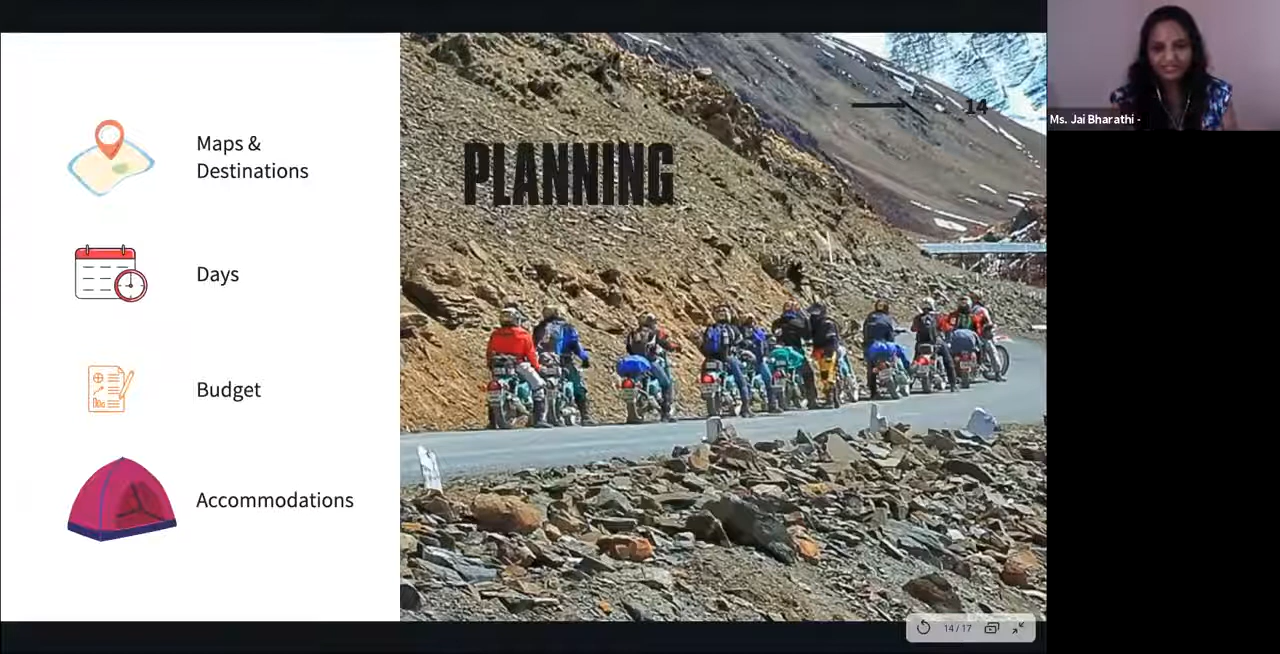 Maps &
Destinations
Days
Budget
Accommodations
14
PLANNING
14 / 17
Ms. Jai Bharathi -